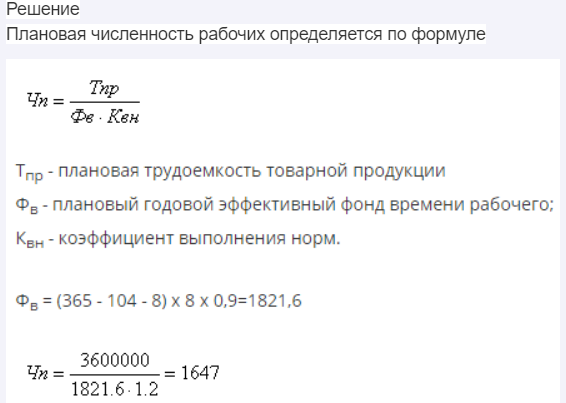 Решение
Плановая численность рабочих определяется по формуле
Чп = Тпр / (Фв · Квн)
Тпр - плановая трудоемкость товарной продукции
Фв - плановый годовой эффективный фонд времени рабочего;
Квн - коэффициент выполнения норм.
Фв = (365 - 104 - 8) x 8 x 0,9=1821,6
Чп = 3600000 / (1821.6 · 1.2) = 1647